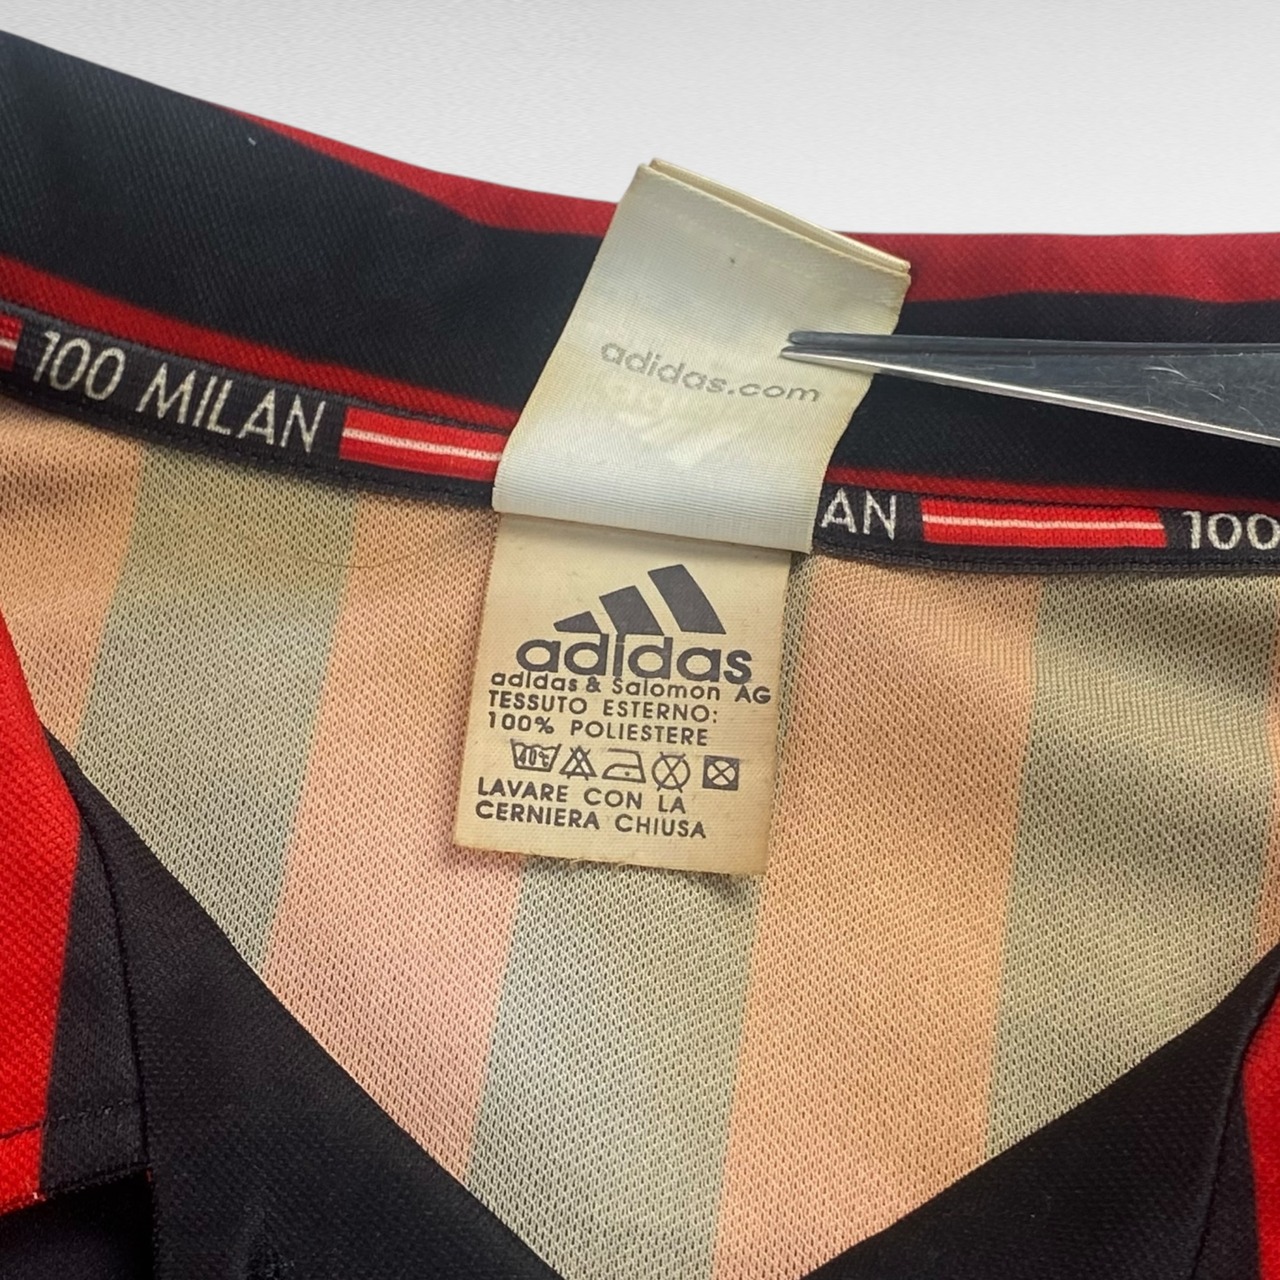 100 MILAN
adidas.com
AN
100
adidas
adidas & Salomon AG
TESSUTO ESTERNO:
100% POLIESTERE
40°
LAVARE CON LA
CERNIERA CHIUSA